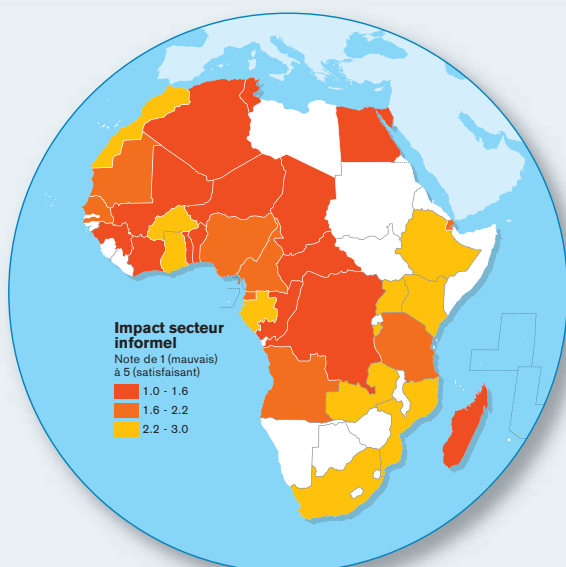 Impact secteur
informel
Note de 1 (mauvais)
à 5 (satisfaisant)
1.0 - 1.6
1.6 - 2.2
2.2 - 3.0